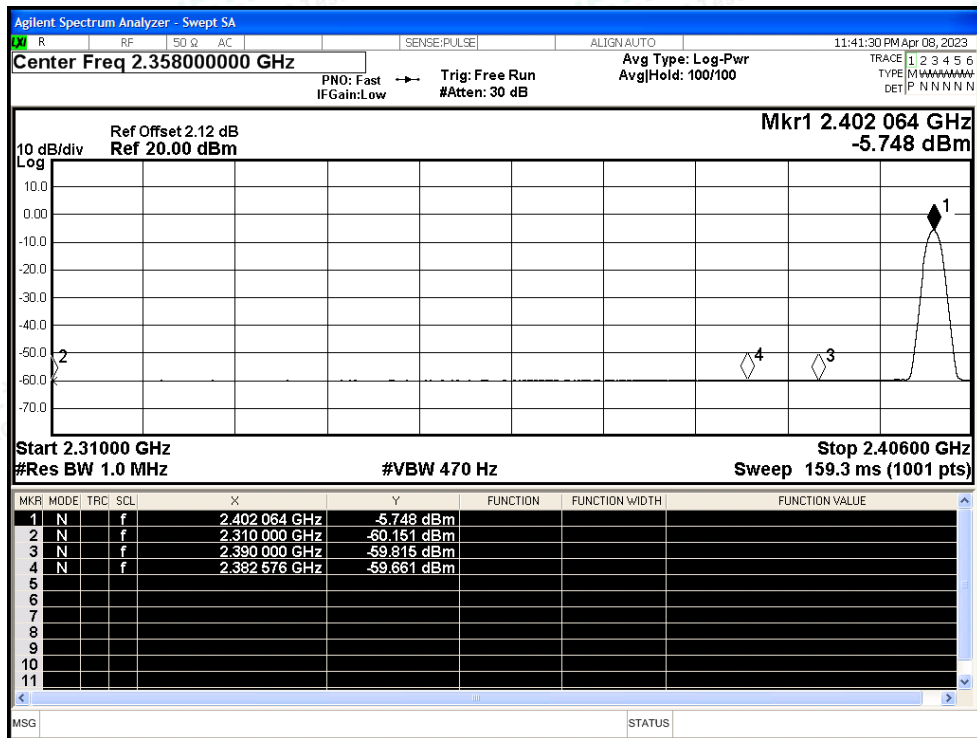 Agilent Spectrum Analyzer - Swept SA
LXI R RF 50 Ω AC SENSE:PULSE ALIGN AUTO 11:41:30 PM Apr 08, 2023
Center Freq 2.358000000 GHz
PNO: Fast
IFGain:Low
Trig: Free Run
#Atten: 30 dB
Avg Type: Log-Pwr
Avg|Hold: 100/100
TRACE 1 2 3 4 5 6
TYPE M WWWWW
DET P N N N N N
Mkr1 2.402 064 GHz
-5.748 dBm
Ref Offset 2.12 dB
10 dB/div Ref 20.00 dBm
Log
10.0
0.00
-10.0
-20.0
-30.0
-40.0
-50.0
-60.0
-70.0
1
2
4
3
Start 2.31000 GHz Stop 2.40600 GHz
#Res BW 1.0 MHz #VBW 470 Hz Sweep 159.3 ms (1001 pts)
MKR MODE TRC SCL X Y FUNCTION FUNCTION WIDTH FUNCTION VALUE
1 N f 2.402 064 GHz -5.748 dBm
2 N f 2.310 000 GHz -60.151 dBm
3 N f 2.390 000 GHz -59.815 dBm
4 N f 2.382 576 GHz -59.661 dBm
5
6
7
8
9
10
11
MSG STATUS